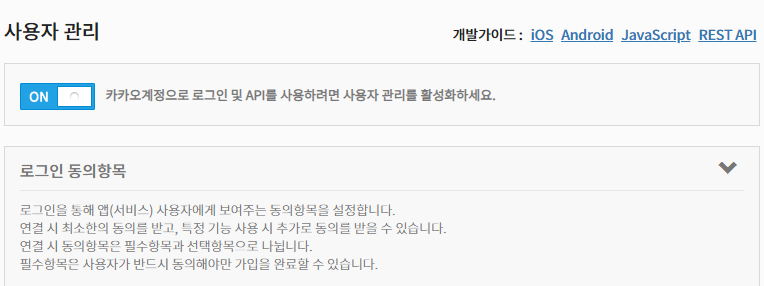 사용자 관리
개발가이드 : iOS Android JavaScript REST API
ON 카카오계정으로 로그인 및 API를 사용하려면 사용자 관리를 활성화하세요.
로그인 동의항목
로그인을 통해 앱(서비스) 사용자에게 보여주는 동의항목을 설정합니다.
연결 시 최소한의 동의를 받고, 특정 기능 사용 시 추가로 동의를 받을 수 있습니다.
연결 시 동의항목은 필수항목과 선택항목으로 나뉩니다.
필수항목은 사용자가 반드시 동의해야만 가입을 완료할 수 있습니다.